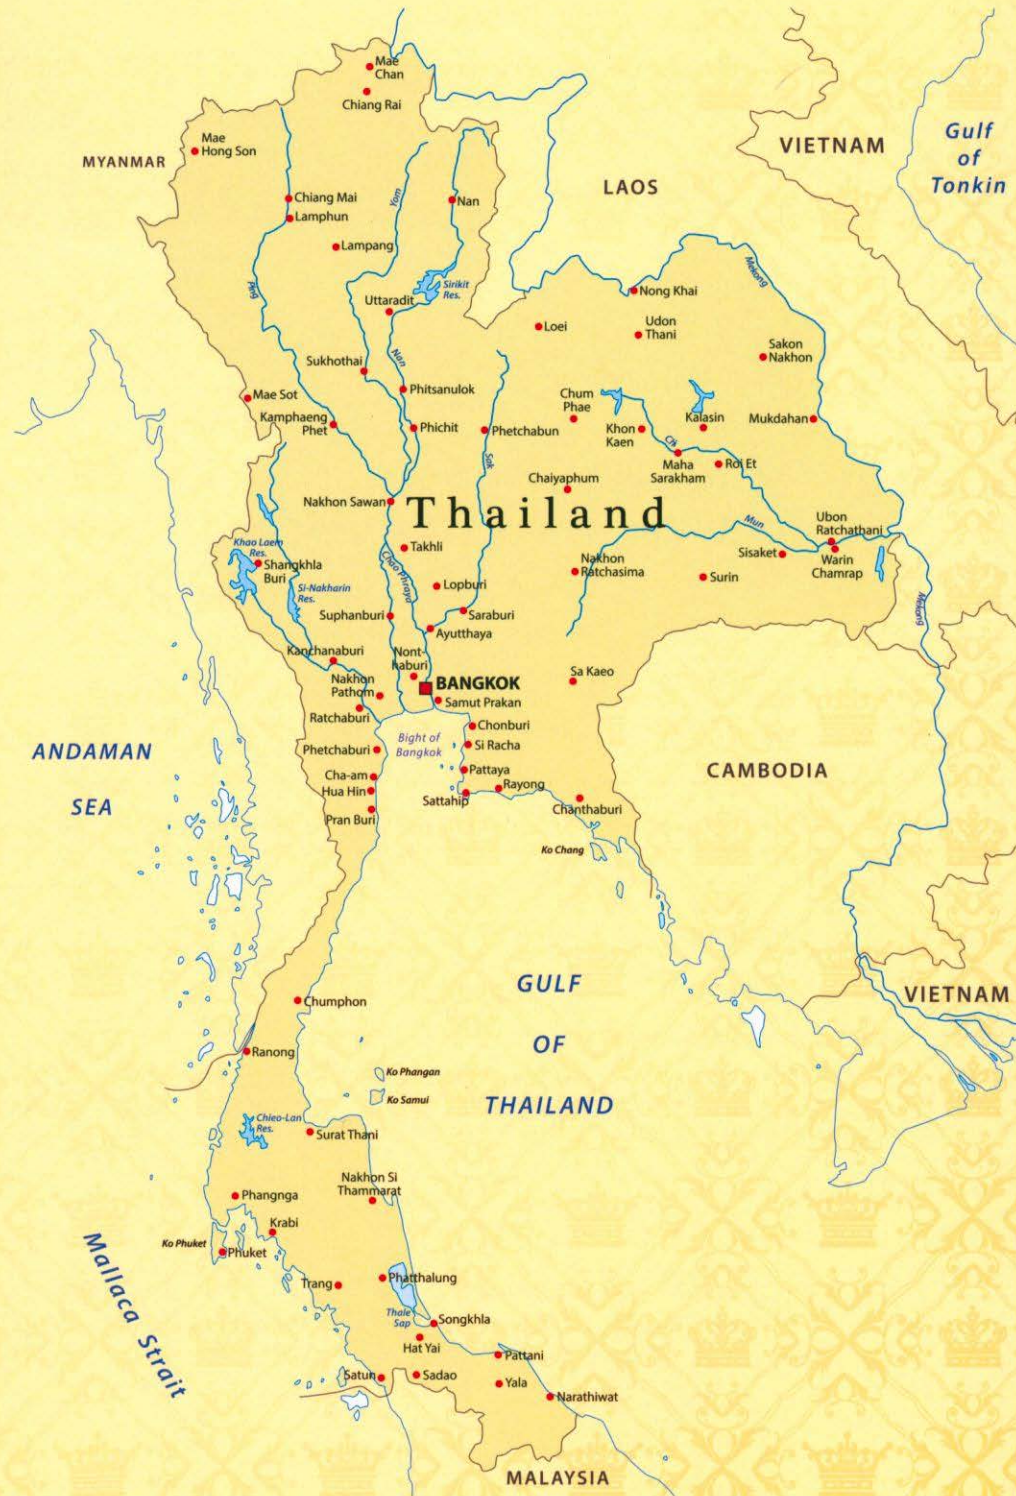 Mae
Chan
Chiang Rai
VIETNAM
Gulf
of
Tonkin
Mae
Hong Son
MYANMAR
LAOS
Chiang Mai
Yom
Nan
Lamphun
Lampang
Mekong
Ping
Sirikit
Res.
Nong Khai
Uttaradit
Loei
Udon
Thani
Sakon
Nakhon
Sukhothai
Nan
Phitsanulok
Mae Sot
Chum
Phae
Kamphaeng
Phet
Phichit
Phetchabun
Khon
Kaen
Kalasin
Mukdahan
Chi
Sak
Maha
Sarakham
Roi Et
Chaiyaphum
Nakhon Sawan
Thailand
Mun
Ubon
Ratchathani
Khao Laem
Res.
Takhli
Chao Phraya
Sisaket
Warin
Chamrap
Shangkhla
Buri
Nakhon
Ratchasima
Surin
Si-Nakharin
Res.
Lopburi
Mekong
Suphanburi
Saraburi
Ayutthaya
Kanchanaburi
Nont-
haburi
Nakhon
Pathom
BANGKOK
Sa Kaeo
Samut Prakan
Ratchaburi
Chonburi
Bight of
Bangkok
Phetchaburi
Si Racha
ANDAMAN
SEA
Cha-am
Pattaya
CAMBODIA
Hua Hin
Rayong
Sattahip
Chanthaburi
Pran Buri
Ko Chang
GULF
OF
THAILAND
VIETNAM
Chumphon
Ranong
Ko Phangan
Ko Samui
Chieo-Lan
Res.
Surat Thani
Nakhon Si
Thammarat
Phangnga
Krabi
Ko Phuket
Phuket
Mallaca Strait
Trang
Phatthalung
Thale
Sap
Songkhla
Hat Yai
Pattani
Satun
Sadao
Yala
Narathiwat
MALAYSIA